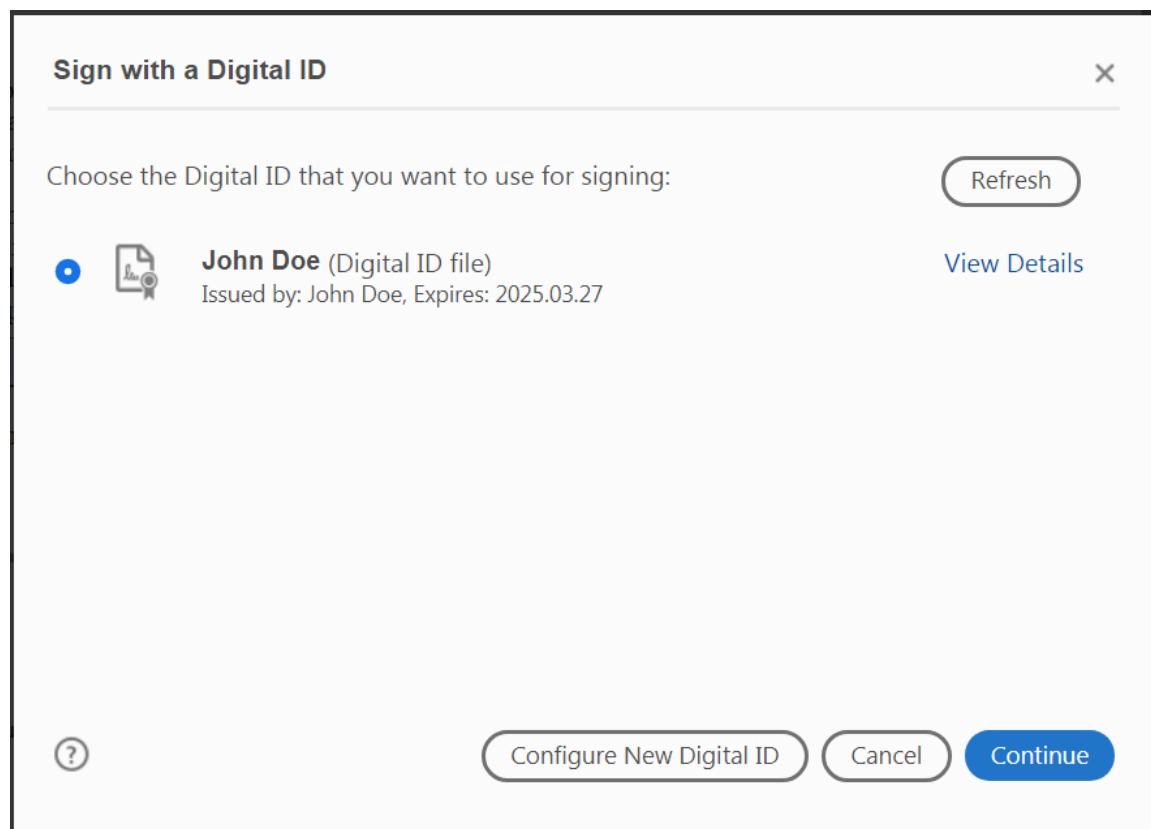 Sign with a Digital ID
Choose the Digital ID that you want to use for signing:
Refresh
John Doe (Digital ID file)
View Details
Issued by: John Doe, Expires: 2025.03.27
?
Configure New Digital ID
Cancel
Continue